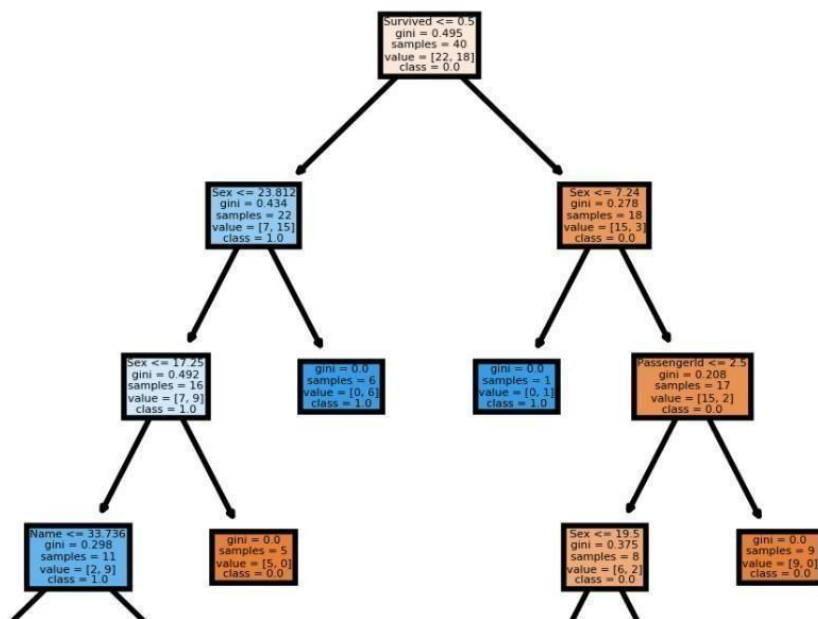 Survived <= 0.5
gini = 0.495
samples = 40
value = [22, 18]
class = 0.0
Sex <= 23.812
gini = 0.434
samples = 22
value = [7, 15]
class = 1.0
Sex <= 7.24
gini = 0.278
samples = 18
value = [15, 3]
class = 0.0
Sex <= 17.25
gini = 0.492
samples = 16
value = [7, 9]
class = 1.0
gini = 0.0
samples = 6
value = [0, 6]
class = 1.0
gini = 0.0
samples = 1
value = [0, 1]
class = 1.0
PassengerId <= 2.5
gini = 0.208
samples = 17
value = [15, 2]
class = 0.0
Name <= 33.736
gini = 0.298
samples = 11
value = [2, 9]
class = 1.0
gini = 0.0
samples = 5
value = [5, 0]
class = 0.0
Sex <= 19.5
gini = 0.375
samples = 8
value = [6, 2]
class = 0.0
gini = 0.0
samples = 9
value = [9, 0]
class = 0.0